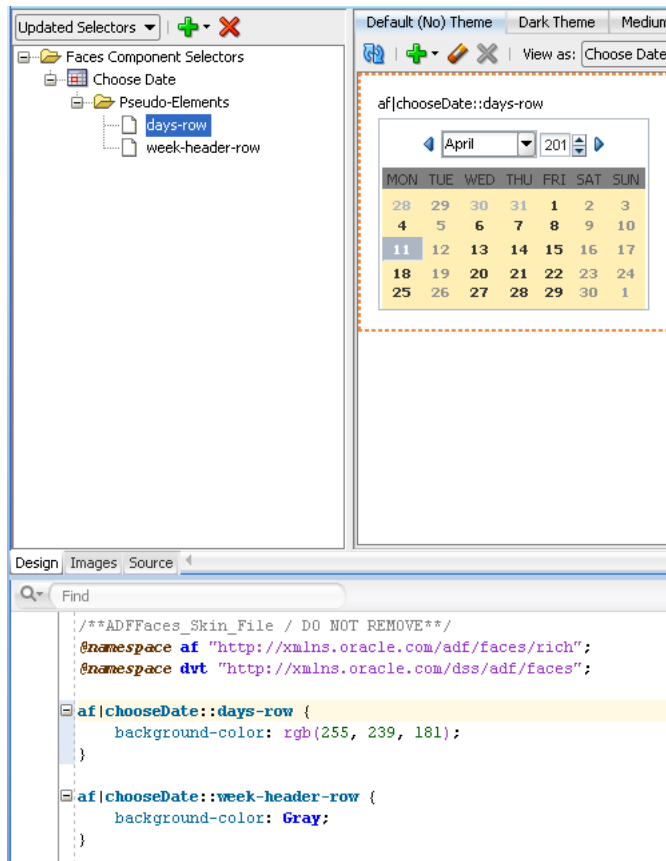 Updated Selectors
Faces Component Selectors
Choose Date
Pseudo-Elements
days-row
week-header-row
Default (No) Theme Dark Theme Medium
View as: Choose Date
af|chooseDate::days-row
April 201
MON TUE WED THU FRI SAT SUN
28 29 30 31 1 2 3
4 5 6 7 8 9 10
11 12 13 14 15 16 17
18 19 20 21 22 23 24
25 26 27 28 29 30 1
Design Images Source
Find
/**ADFFaces_Skin_File / DO NOT REMOVE**/
@namespace af "http://xmlns.oracle.com/adf/faces/rich";
@namespace dvt "http://xmlns.oracle.com/dss/adf/faces";
af|chooseDate::days-row {
background-color: rgb(255, 239, 181);
}
af|chooseDate::week-header-row {
background-color: Gray;
}